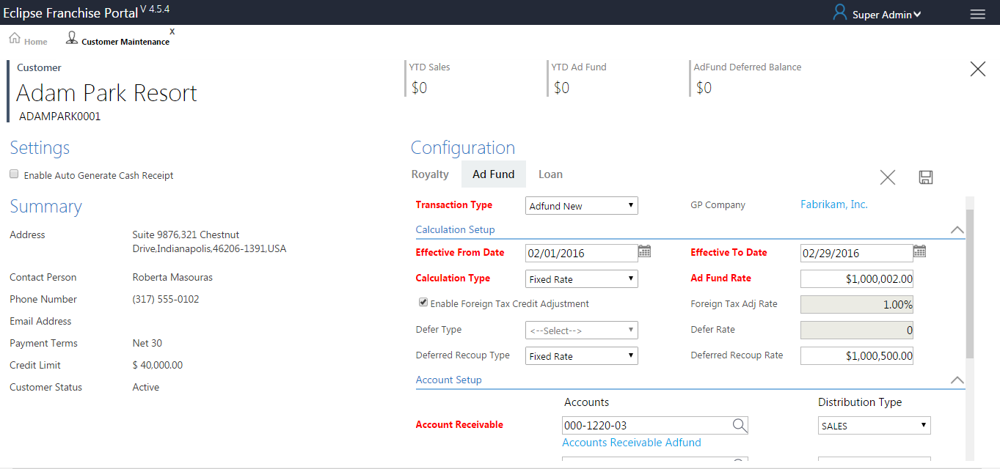 Eclipse Franchise Portal V 4.5.4
Super Admin
Home
Customer Maintenance
X
Customer
Adam Park Resort
ADAMPARK0001
YTD Sales
$0
YTD Ad Fund
$0
AdFund Deferred Balance
$0
Settings
Enable Auto Generate Cash Receipt
Summary
Address
Suite 9876,321 Chestnut
Drive,Indianapolis,46206-1391,USA
Contact Person
Roberta Masouras
Phone Number
(317) 555-0102
Email Address
Payment Terms
Net 30
Credit Limit
$ 40,000.00
Customer Status
Active
Configuration
Royalty
Ad Fund
Loan
Transaction Type
Adfund New
GP Company
Fabrikam, Inc.
Calculation Setup
Effective From Date
02/01/2016
Effective To Date
02/29/2016
Calculation Type
Fixed Rate
Ad Fund Rate
$1,000,002.00
Enable Foreign Tax Credit Adjustment
Foreign Tax Adj Rate
1.00%
Defer Type
<--Select-->
Defer Rate
0
Deferred Recoup Type
Fixed Rate
Deferred Recoup Rate
$1,000,500.00
Account Setup
Accounts
Distribution Type
Account Receivable
000-1220-03
SALES
Accounts Receivable Adfund